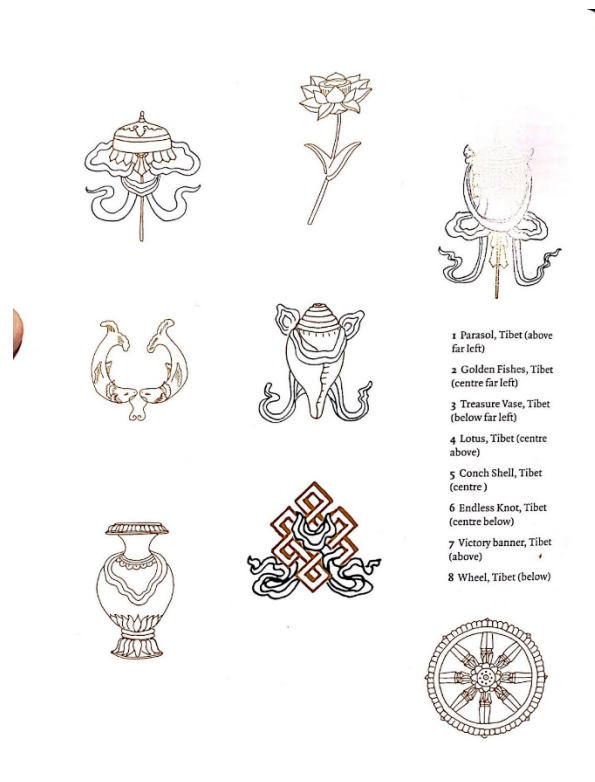 1 Parasol, Tibet (above
far left)
2 Golden Fishes, Tibet
(centre far left)
3 Treasure Vase, Tibet
(below far left)
4 Lotus, Tibet (centre
above)
5 Conch Shell, Tibet
(centre )
6 Endless Knot, Tibet
(centre below)
7 Victory banner, Tibet
(above)
8 Wheel, Tibet (below)